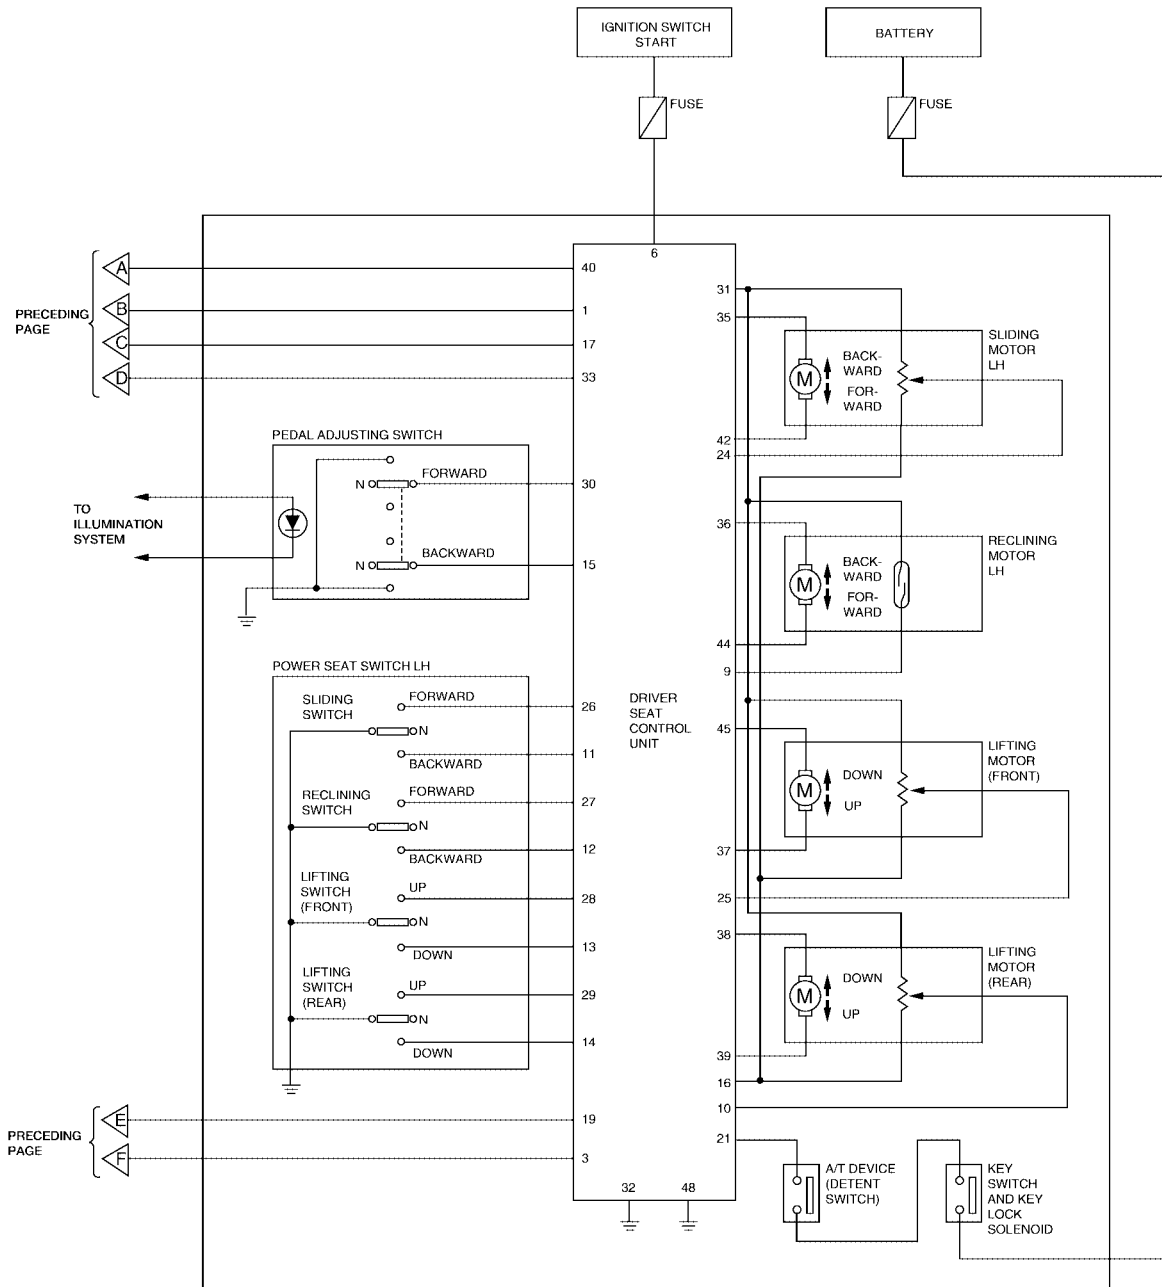 IGNITION SWITCH
START
BATTERY
FUSE
FUSE
6
PRECEDING
PAGE
A
B
C
D
40
1
17
33
31
35
SLIDING
MOTOR
LH
M
BACK-
WARD
FOR-
WARD
42
24
PEDAL ADJUSTING SWITCH
FORWARD
N
30
TO
ILLUMINATION
SYSTEM
BACKWARD
N
15
36
RECLINING
MOTOR
LH
M
BACK-
WARD
FOR-
WARD
44
9
POWER SEAT SWITCH LH
SLIDING
SWITCH
FORWARD
N
BACKWARD
26
11
RECLINING
SWITCH
FORWARD
N
BACKWARD
27
12
LIFTING
SWITCH
(FRONT)
UP
N
DOWN
28
13
LIFTING
SWITCH
(REAR)
UP
N
DOWN
29
14
DRIVER
SEAT
CONTROL
UNIT
45
LIFTING
MOTOR
(FRONT)
M
DOWN
UP
37
25
38
LIFTING
MOTOR
(REAR)
M
DOWN
UP
39
16
10
21
PRECEDING
PAGE
E
F
19
3
32
48
A/T DEVICE
(DETENT
SWITCH)
KEY
SWITCH
AND KEY
LOCK
SOLENOID